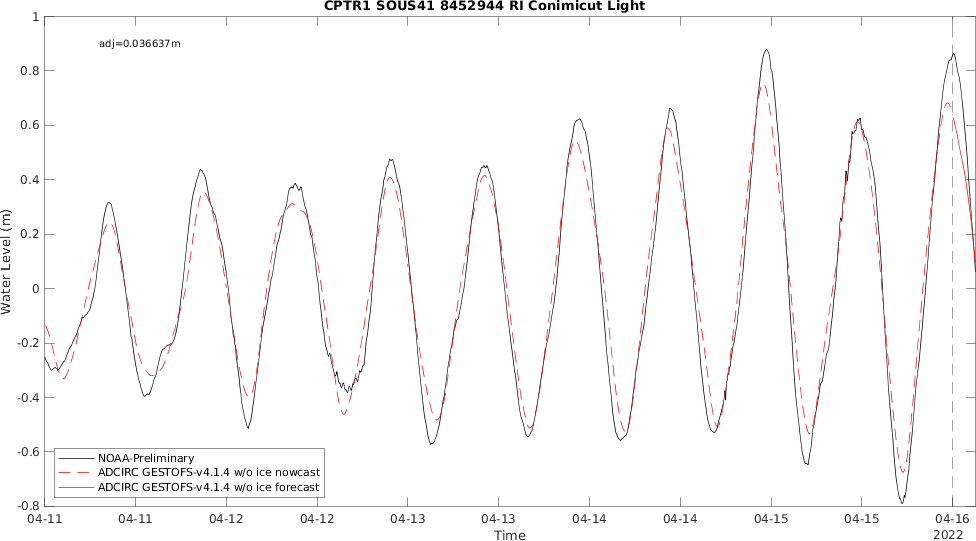 CPTR1 SOUS41 8452944 RI Conimicut Light
1
adj=0.036637m
0.8
0.6
0.4
0.2
0
-0.2
-0.4
-0.6
-0.8
Water Level (m)
NOAA-Preliminary
ADCIRC GESTOFS-v4.1.4 w/o ice nowcast
ADCIRC GESTOFS-v4.1.4 w/o ice forecast
04-11 04-11 04-12 04-12 04-13 04-13 04-14 04-14 04-15 04-15 04-16
Time
2022